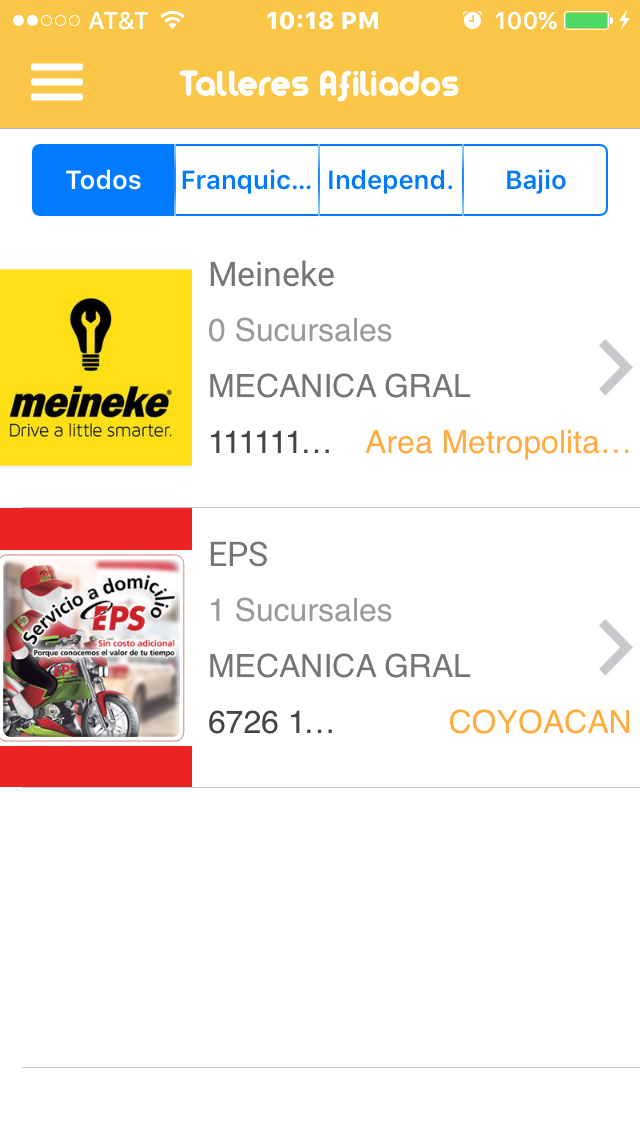 AT&T 10:18 PM 100%
Talleres Afiliados
Todos Franquic... Independ. Bajio
Meineke
0 Sucursales
MECANICA GRAL
111111... Area Metropolita...
meineke
Drive a little smarter.
EPS
1 Sucursales
MECANICA GRAL
6726 1... COYOACAN
Servicio a domicilio
EPS
Sin costo adicional
Porque conocemos el valor de tu tiempo
EPS